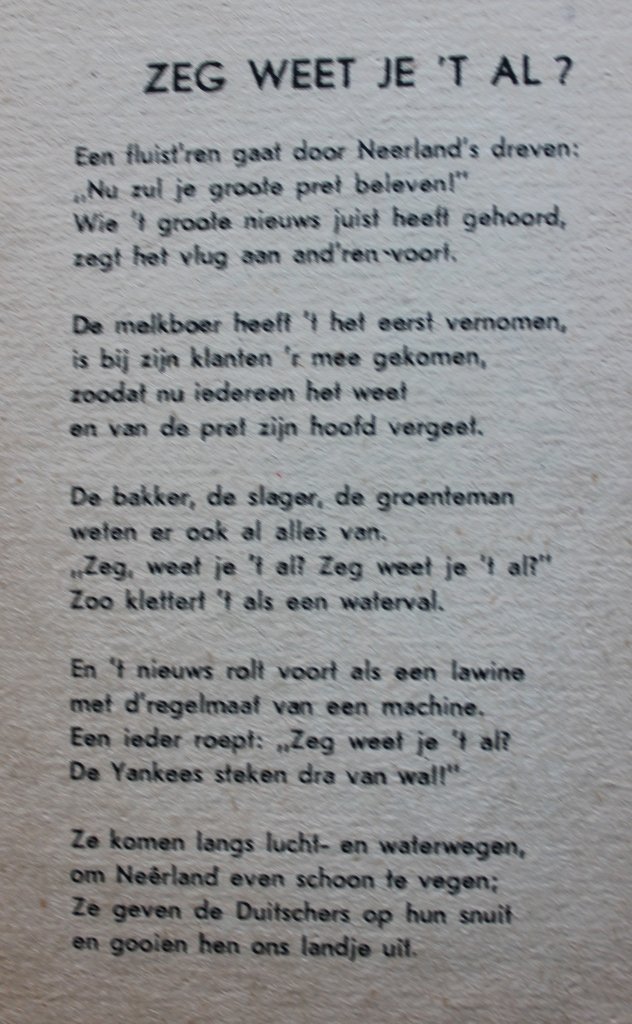 ZEG WEET JE 'T AL?
Een fluist'ren gaat door Neerland's dreven:
„Nu zul je groote pret beleven!"
Wie 't groote nieuws juist heeft gehoord,
zegt het vlug aan and'ren voort.
De melkboer heeft 't het eerst vernomen,
is bij zijn klanten 'r mee gekomen,
zoodat nu iedereen het weet
en van de pret zijn hoofd vergeet.
De bakker, de slager, de groenteman
weten er ook al alles van.
„Zeg, weet je 't al? Zeg weet je 't al?"
Zoo klettert 't als een waterval.
En 't nieuws rolt voort als een lawine
met d'regelmaat van een machine.
Een ieder roept: „Zeg weet je 't al?
De Yankees steken dra van wal!"
Ze komen langs lucht- en waterwegen,
om Neêrland even schoon te vegen;
Ze geven de Duitschers op hun snuit
en gooien hen ons landje uit.